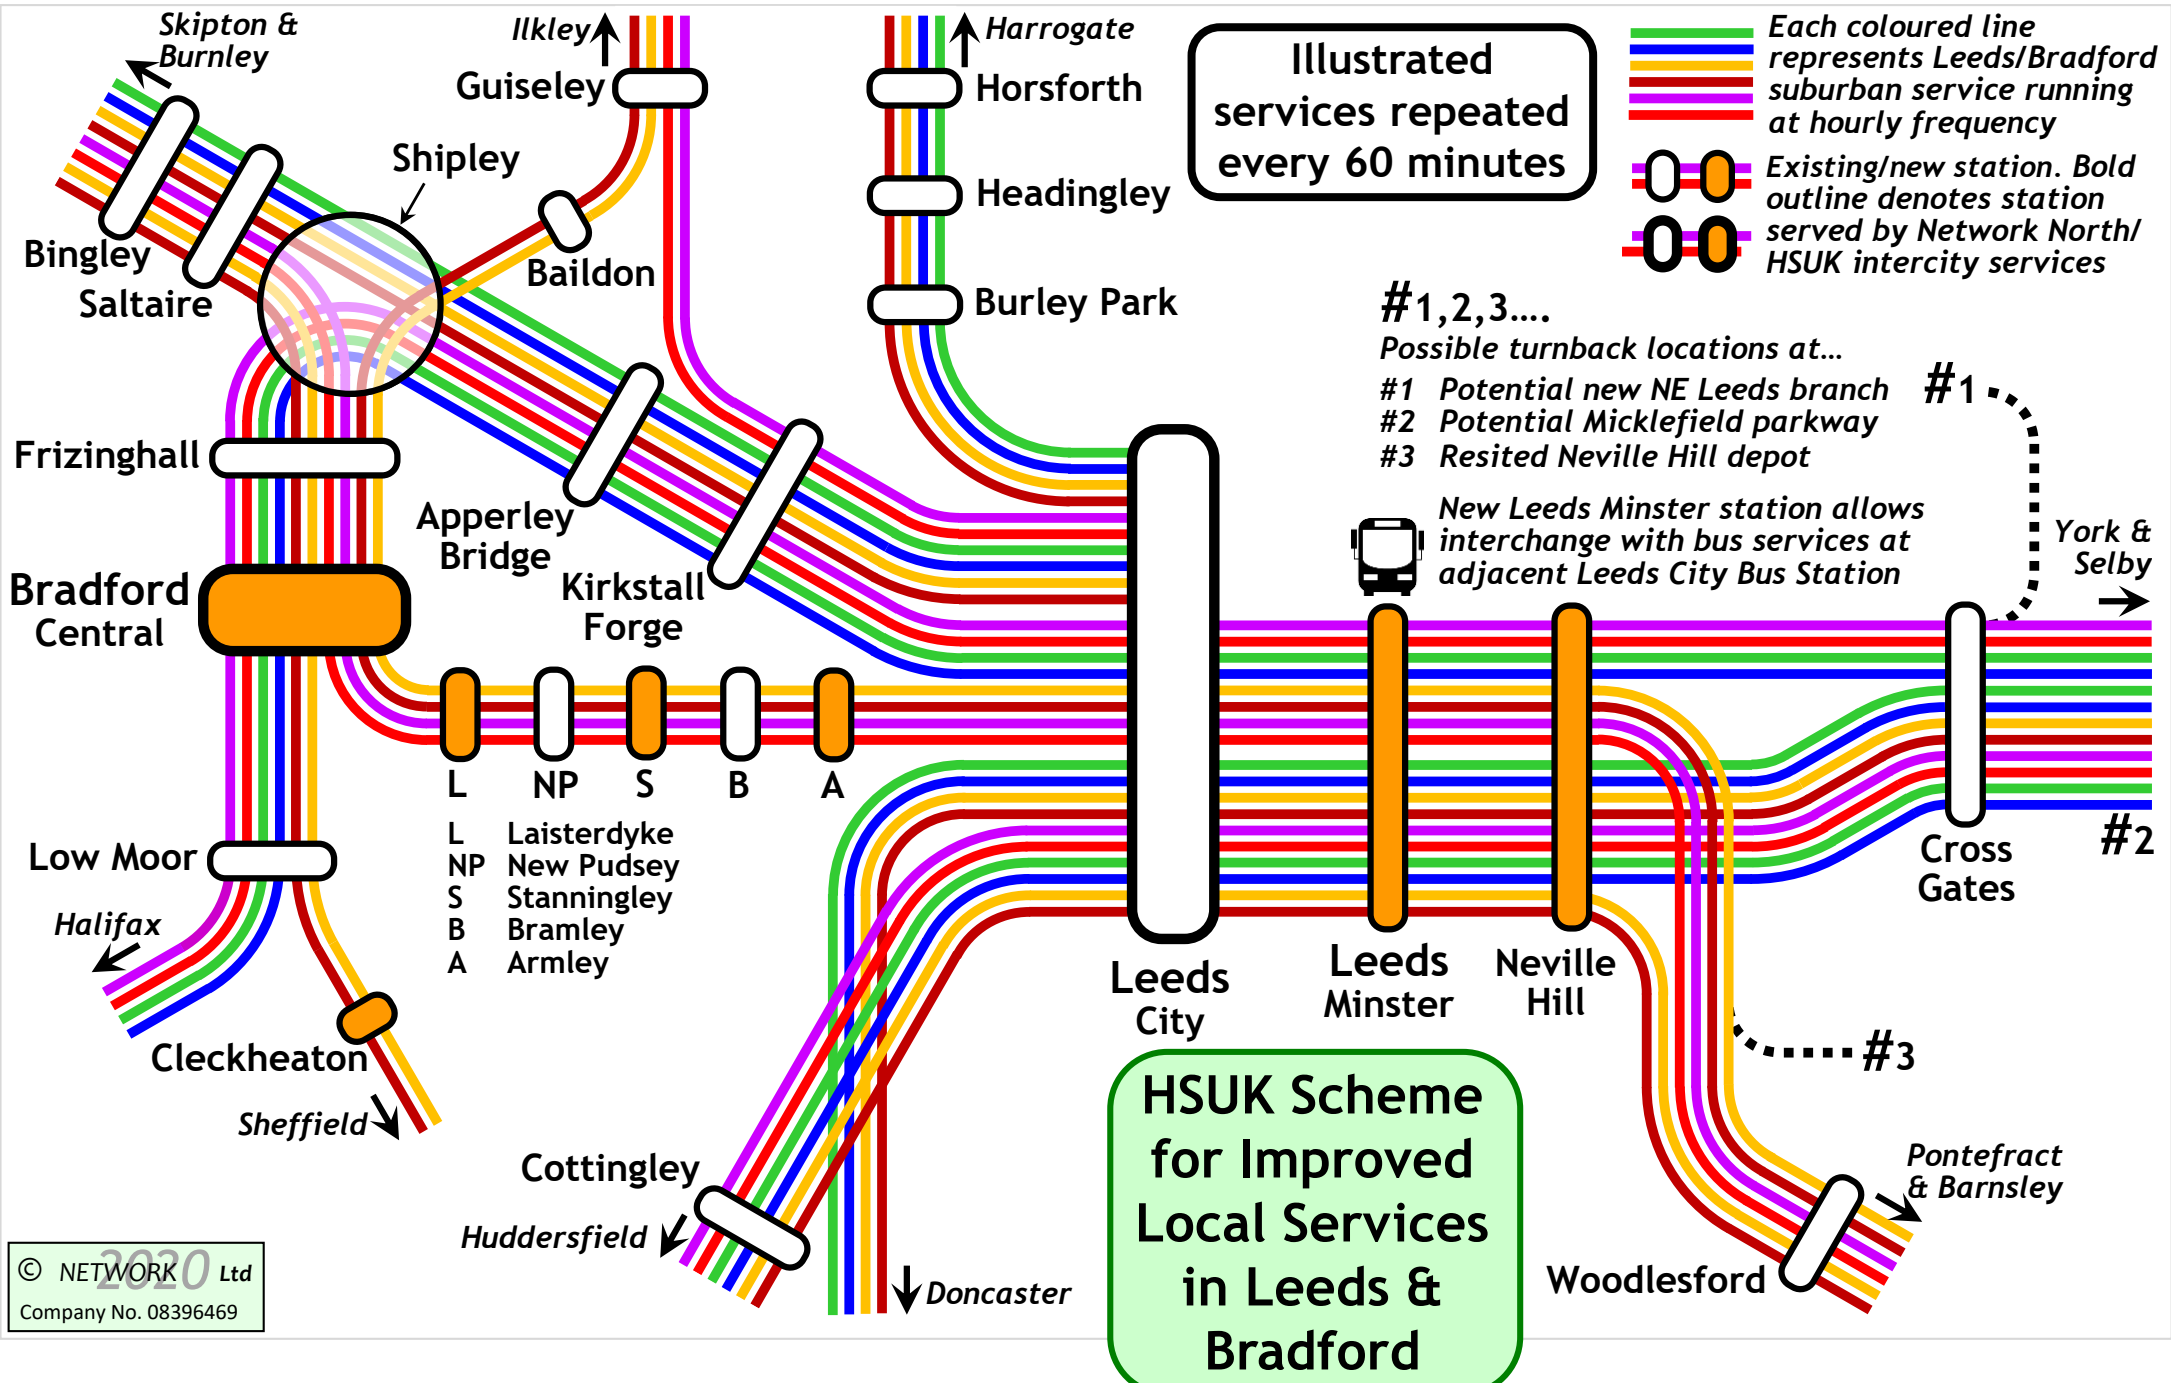 Skipton &
Burnley
Ilkley
Harrogate
Guiseley
Horsforth
Shipley
Headingley
Bingley
Saltaire
Baildon
Burley Park
Illustrated
services repeated
every 60 minutes
Each coloured line
represents Leeds/Bradford
suburban service running
at hourly frequency
Existing/new station. Bold
outline denotes station
served by Network North/
HSUK intercity services
#1,2,3....
Possible turnback locations at...
#1 Potential new NE Leeds branch
#2 Potential Micklefield parkway
#3 Resited Neville Hill depot
#1
New Leeds Minster station allows
interchange with bus services at
adjacent Leeds City Bus Station
York &
Selby
Frizinghall
Apperley
Bridge
Kirkstall
Forge
Bradford
Central
L NP S B A
L Laisterdyke
NP New Pudsey
S Stanningley
B Bramley
A Armley
Low Moor
Halifax
Cleckheaton
Sheffield
Cottingley
Huddersfield
Doncaster
Leeds
City
Leeds
Minster
Neville
Hill
Cross
Gates
#2
#3
Pontefract
& Barnsley
Woodlesford
HSUK Scheme
for Improved
Local Services
in Leeds &
Bradford
© NETWORK 2020 Ltd
Company No. 08396469